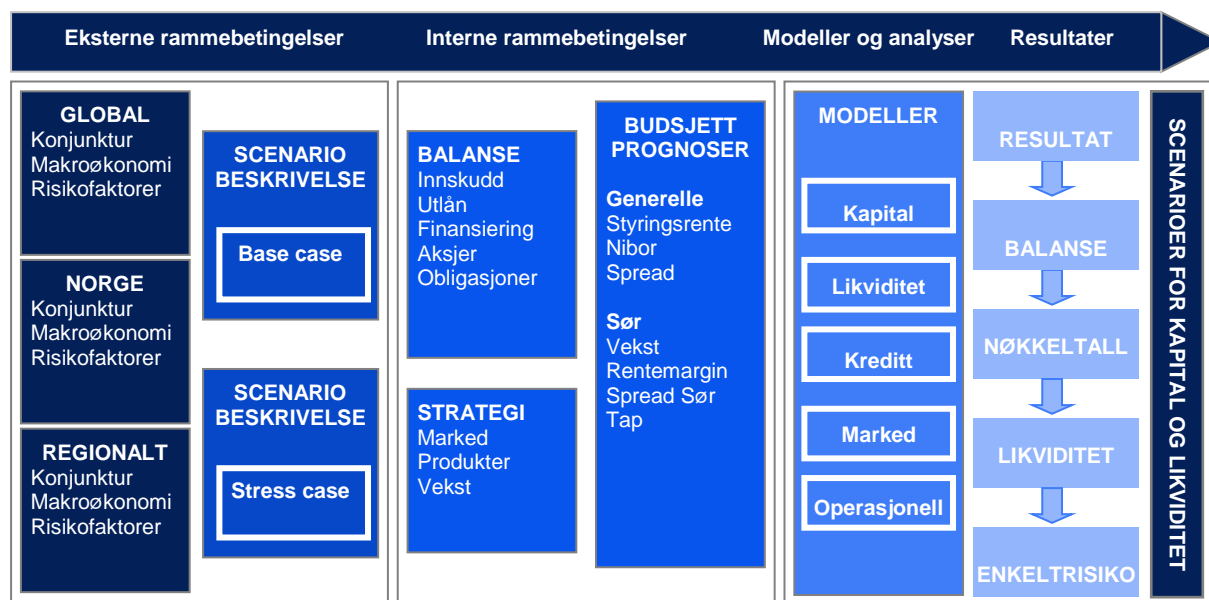 Eksterne rammebetingelser
Interne rammebetingelser
Modeller og analyser
Resultater
GLOBAL
Konjunktur
Makroøkonomi
Risikofaktorer
NORGE
Konjunktur
Makroøkonomi
Risikofaktorer
REGIONALT
Konjunktur
Makroøkonomi
Risikofaktorer
SCENARIO
BESKRIVELSE
Base case
SCENARIO
BESKRIVELSE
Stress case
BALANSE
Innskudd
Utlån
Finansiering
Aksjer
Obligasjoner
STRATEGI
Marked
Produkter
Vekst
BUDSJETT
PROGNOSER
Generelle
Styringsrente
Nibor
Spread
Sør
Vekst
Rentemargin
Spread Sør
Tap
MODELLER
Kapital
Likviditet
Kreditt
Marked
Operasjonell
RESULTAT
BALANSE
NØKKELTALL
LIKVIDITET
ENKELTRISIKO
SCENARIOER FOR KAPITAL OG LIKVIDITET